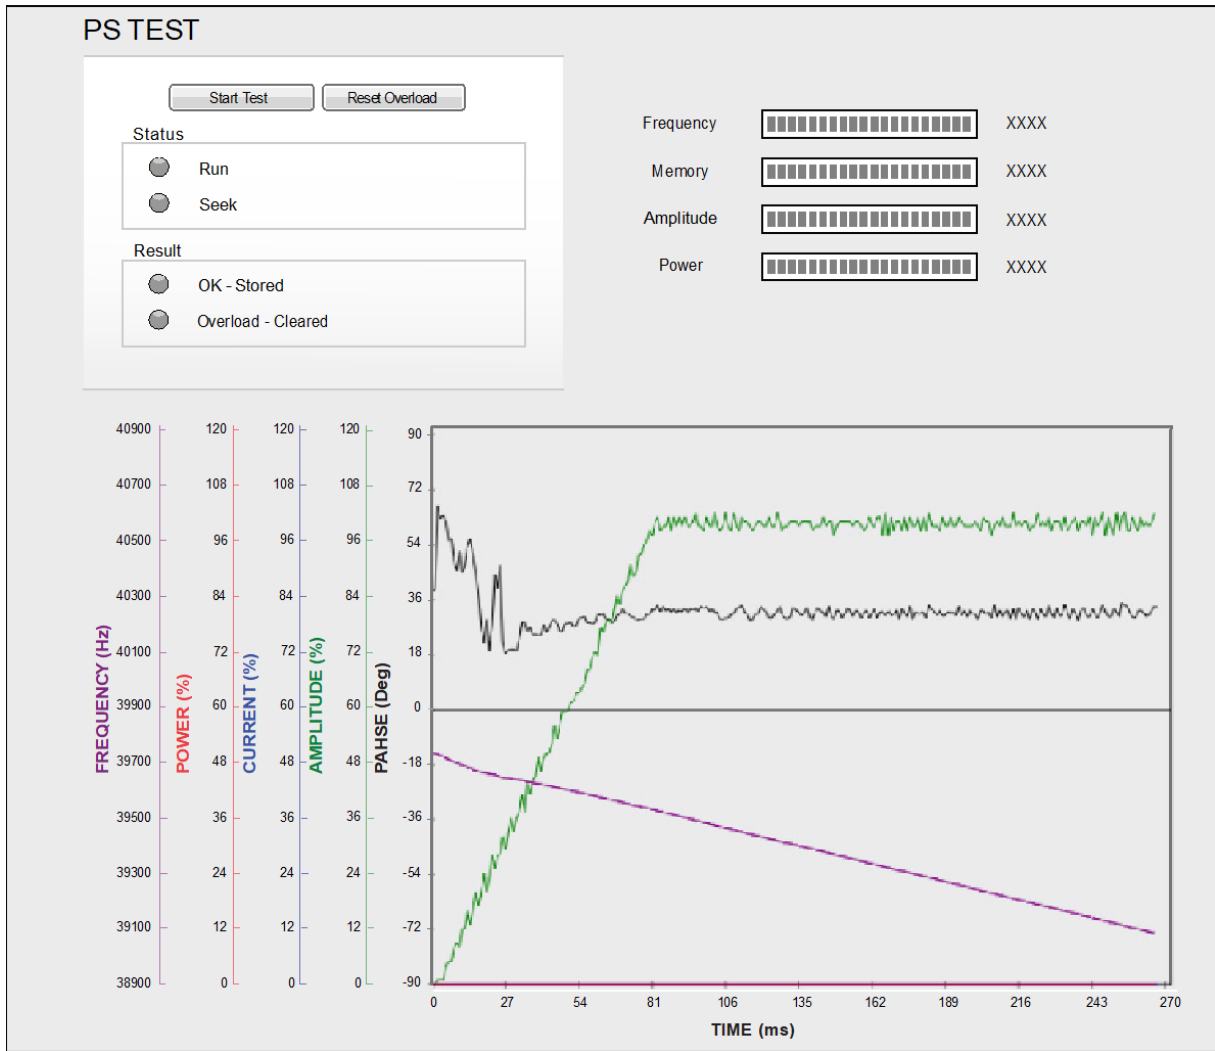 PS TEST
Start Test Reset Overload
Status
Run
Seek
Result
OK - Stored
Overload - Cleared
Frequency XXXX
Memory XXXX
Amplitude XXXX
Power XXXX
40900 120 120 120 90
40700 108 108 108 72
40500 96 96 96 54
40300 84 84 84 36
40100 72 72 72 18
39900 60 60 60 0
39700 48 48 48 -18
39500 36 36 36 -36
39300 24 24 24 -54
39100 12 12 12 -72
38900 0 0 0 -90
FREQUENCY (Hz)
POWER (%)
CURRENT (%)
AMPLITUDE (%)
PAHSE (Deg)
0 27 54 81 106 135 162 189 216 243 270
TIME (ms)